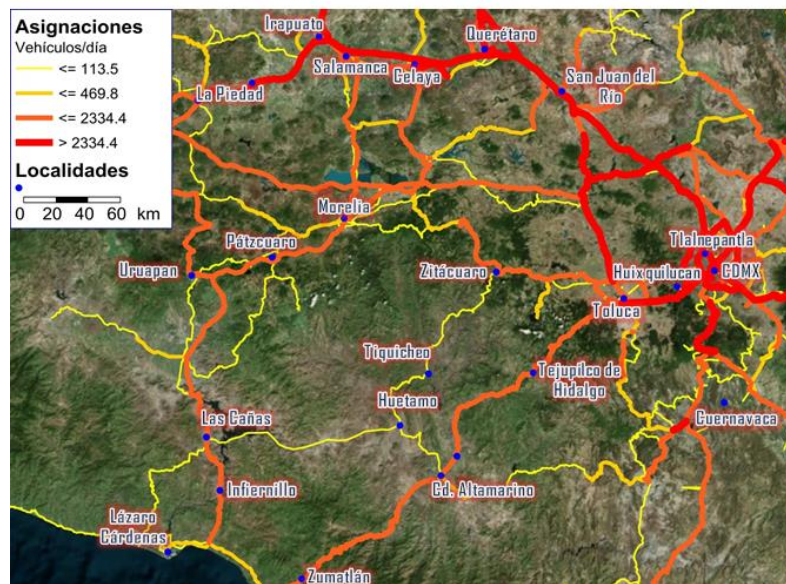 Asignaciones
Vehículos/día
<= 113.5
<= 469.8
<= 2334.4
> 2334.4
Localidades
0 20 40 60 km
Irapuato
Querétaro
Salamanca
Celaya
La Piedad
San Juan del
Río
Morelia
Tlalnepantla
Pátzcuaro
Uruapan
Zitácuaro
Huixquilucan
CDMX
Toluca
Tiquicheo
Tejupilco de
Hidalgo
Huetamo
Cuernavaca
Las Cañas
Cd. Altamarino
Infiernillo
Lázaro
Cárdenas
Zumatlán